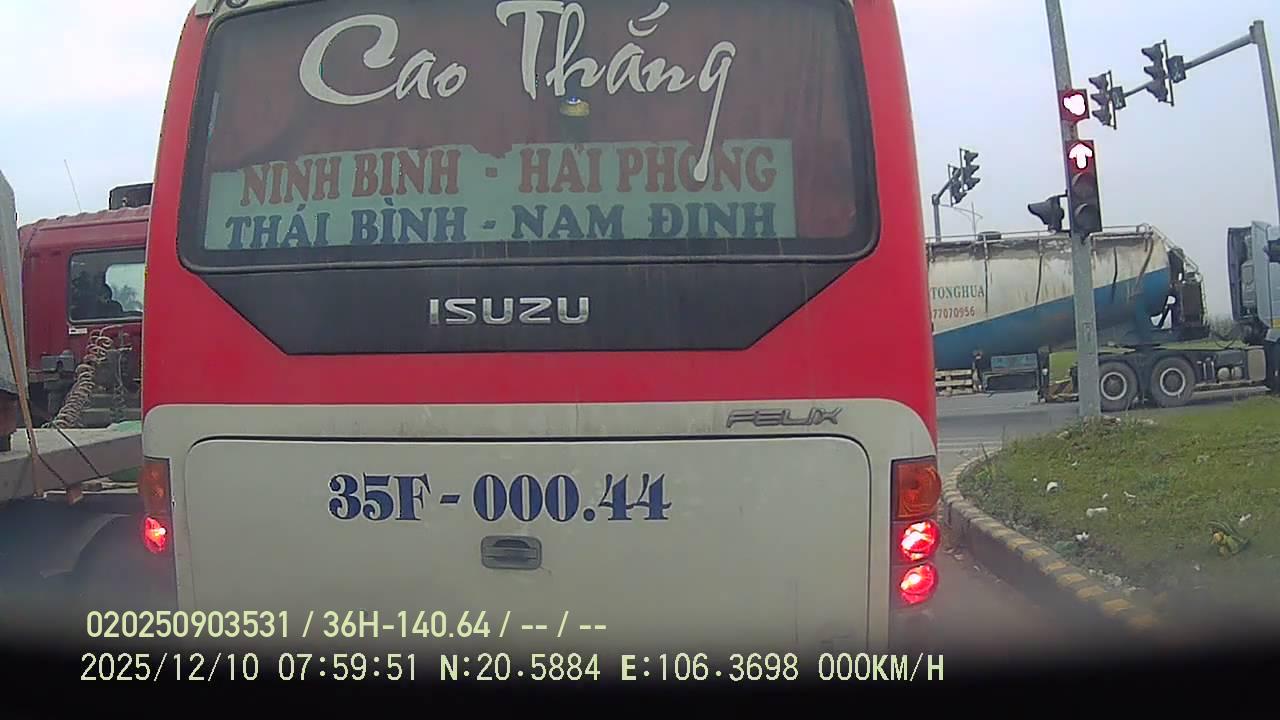 Cao Thắng
NINH BÌNH - HẢI PHÒNG
THÁI BÌNH - NAM ĐỊNH
ISUZU
FELIX
35F-000.44
TONGHUA
77070956
020250903531 / 36H-140.64 / -- / --
2025/12/10 07:59:51 N:20.5884 E:106.3698 000KM/H